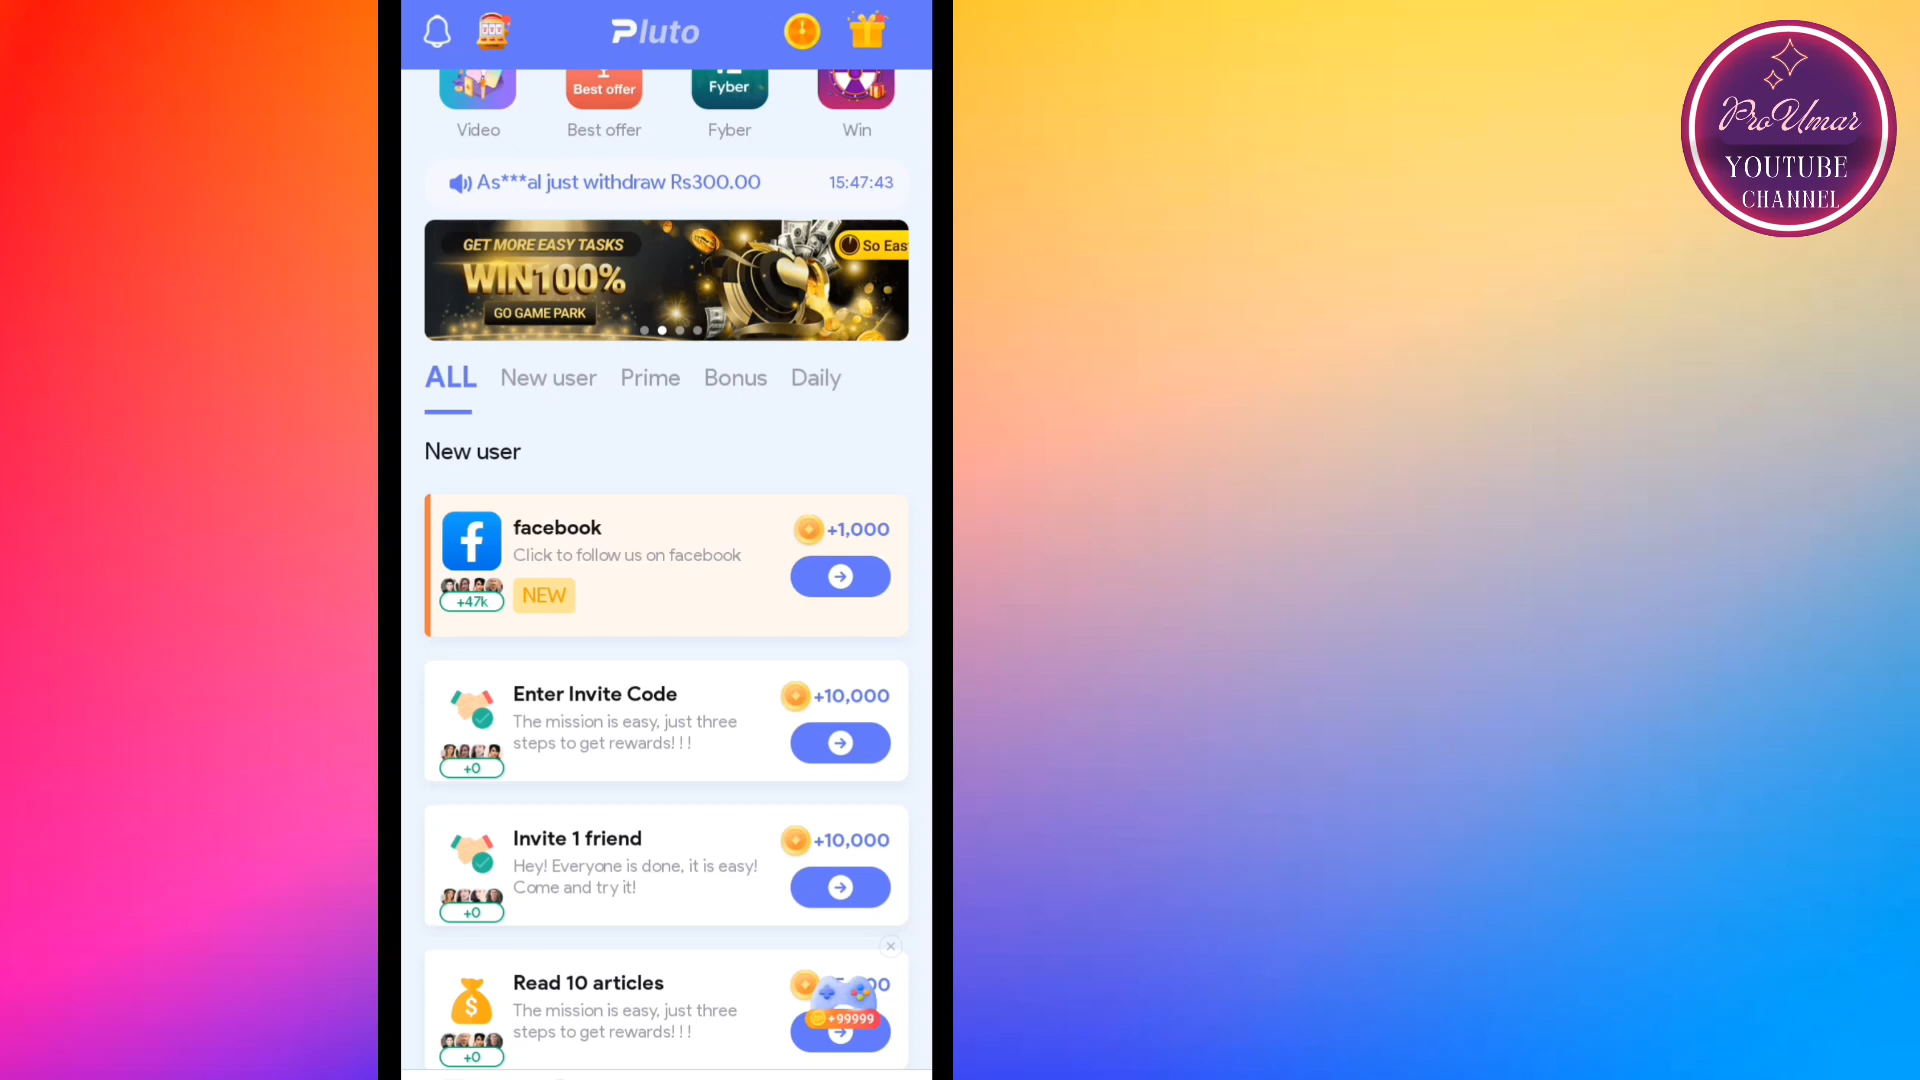 Pluto
Best offer
Fyber
Video
Best offer
Fyber
Win
As***al just withdraw Rs300.00
15:47:43
GET MORE EASY TASKS
WIN100%
GO GAME PARK
So Eas
ALL
New user
Prime
Bonus
Daily
New user
facebook
+1,000
Click to follow us on facebook
+47k
NEW
Enter Invite Code
+10,000
The mission is easy, just three
steps to get rewards! ! !
+0
Invite 1 friend
+10,000
Hey! Everyone is done, it is easy!
Come and try it!
+0
Read 10 articles
The mission is easy, just three
steps to get rewards! ! !
+99999
+0
ProUmar
YOUTUBE
CHANNEL